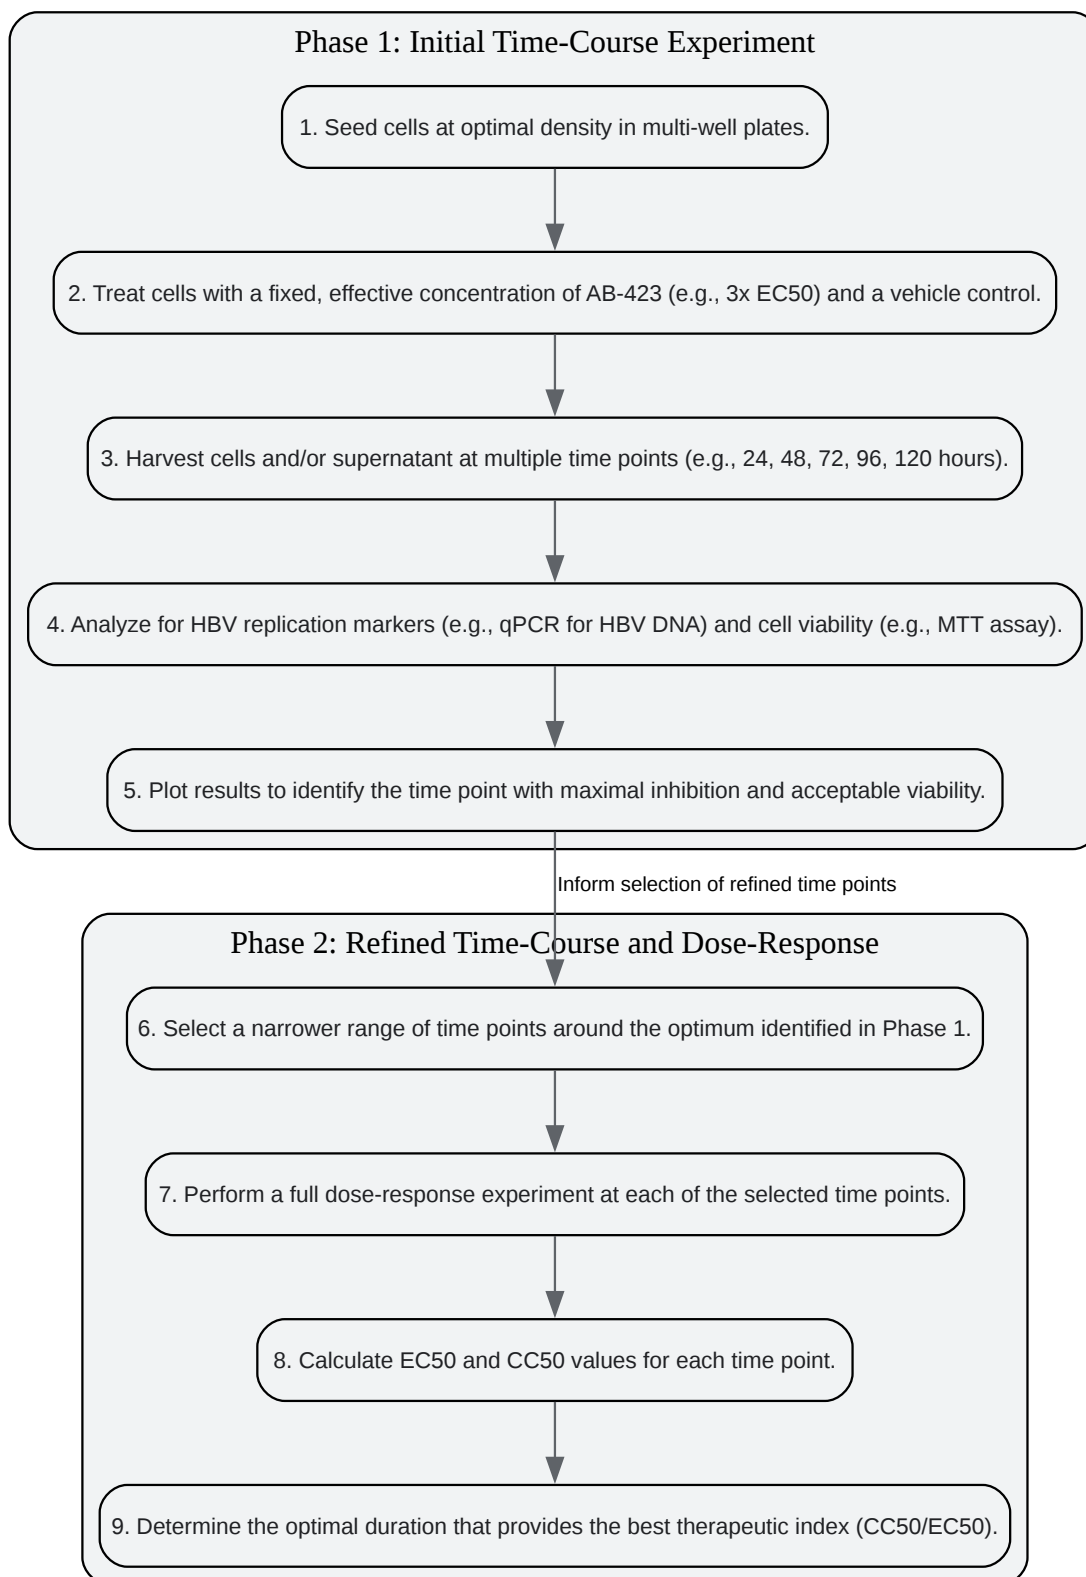 Phase 1: Initial Time-Course Experiment
1. Seed cells at optimal density in multi-well plates.
2. Treat cells with a fixed, effective concentration of AB-423 (e.g., 3x EC50) and a vehicle control.
3. Harvest cells and/or supernatant at multiple time points (e.g., 24, 48, 72, 96, 120 hours).
4. Analyze for HBV replication markers (e.g., qPCR for HBV DNA) and cell viability (e.g., MTT assay).
5. Plot results to identify the time point with maximal inhibition and acceptable viability.
Inform selection of refined time points
Phase 2: Refined Time-Course and Dose-Response
6. Select a narrower range of time points around the optimum identified in Phase 1.
7. Perform a full dose-response experiment at each of the selected time points.
8. Calculate EC50 and CC50 values for each time point.
9. Determine the optimal duration that provides the best therapeutic index (CC50/EC50).